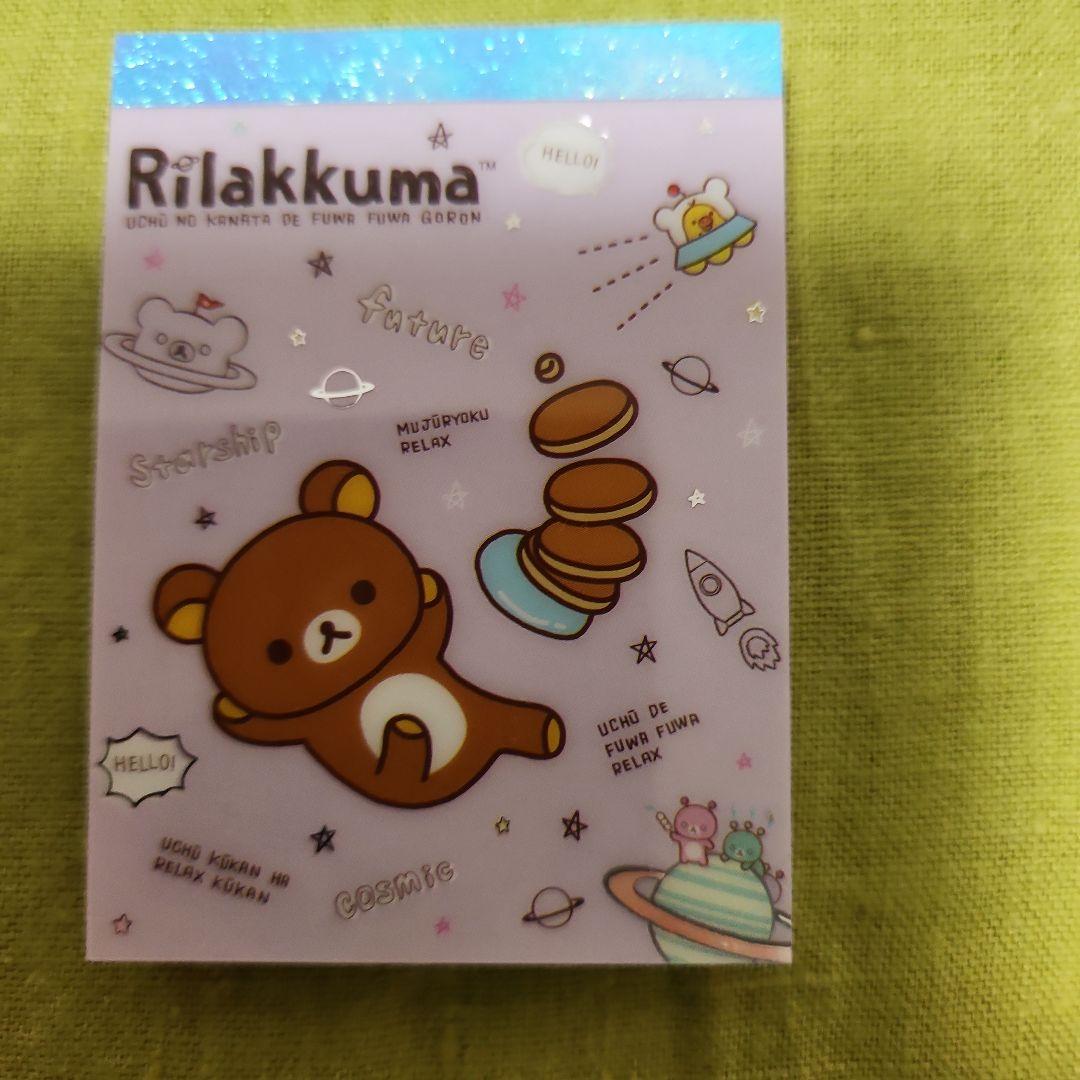 Rilakkuma™
UCHŪ NO KANATA DE FUWA FUWA GORON
HELLO!
future
MUJŪRYOKU
RELAX
starship
UCHŪ DE
FUWA FUWA
RELAX
HELLO!
UCHŪ KŪKAN HA
RELAX KŪKAN
cosmic